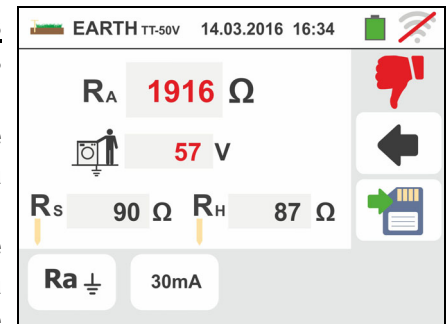 EARTH TT-50V 14.03.2016 16:34
RA 1916 Ω
57 V
RS 90 Ω RH 87 Ω
Ra 30mA